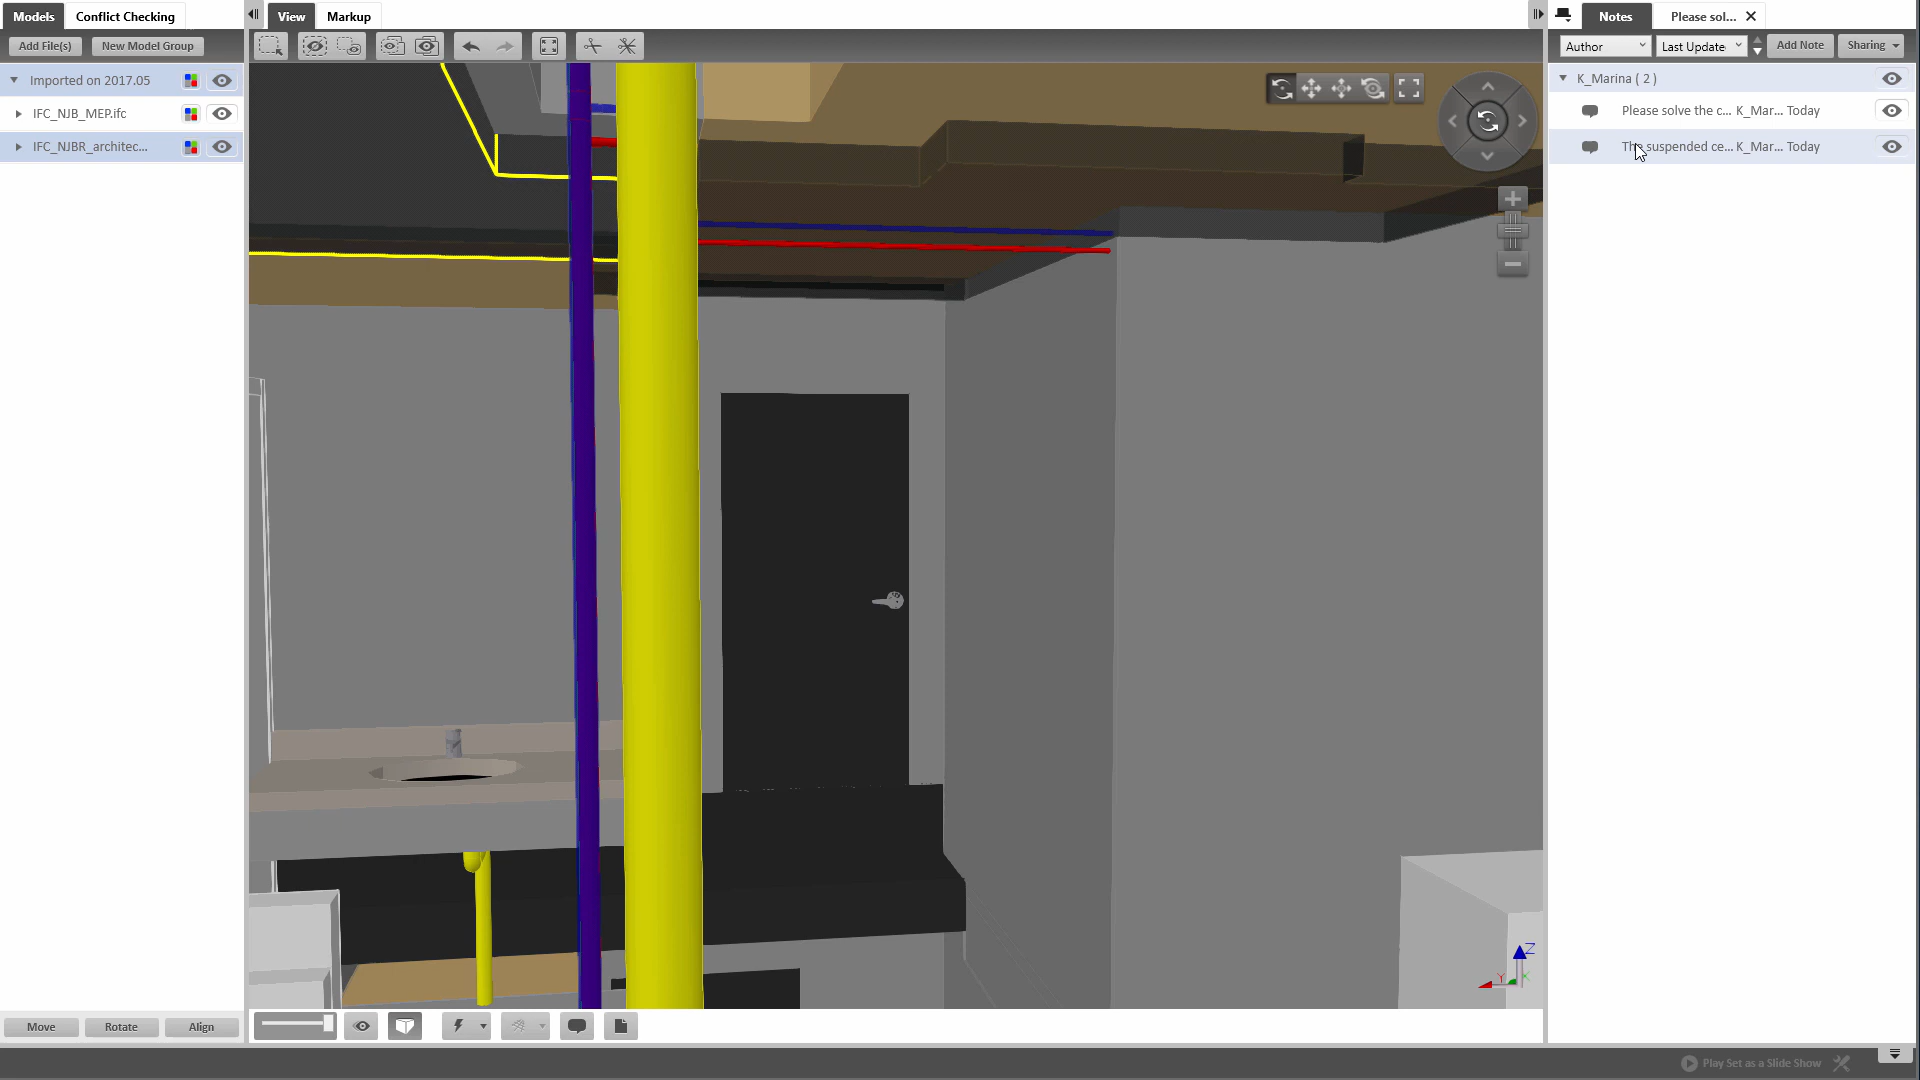 Models
Conflict Checking
View
Markup
Notes
Please sol...
Add File(s)
New Model Group
Author
Last Update
Add Note
Sharing
Imported on 2017.05
IFC_NJB_MEP.ifc
IFC_NJBR_architec...
K_Marina ( 2 )
Please solve the c... K_Mar... Today
The suspended ce... K_Mar... Today
Z
Y
X
Move
Rotate
Align
Play Set as a Slide Show